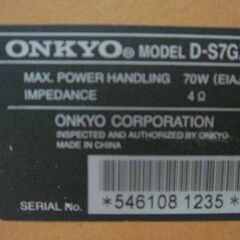 ONKYO® MODEL D-S7G
MAX. POWER HANDLING 70W (EIAJ
IMPEDANCE 4 Ω
ONKYO CORPORATION
INSPECTED AND AUTHORIZED BY ONKYO
MADE IN CHINA
SERIAL No. *546108 1235*